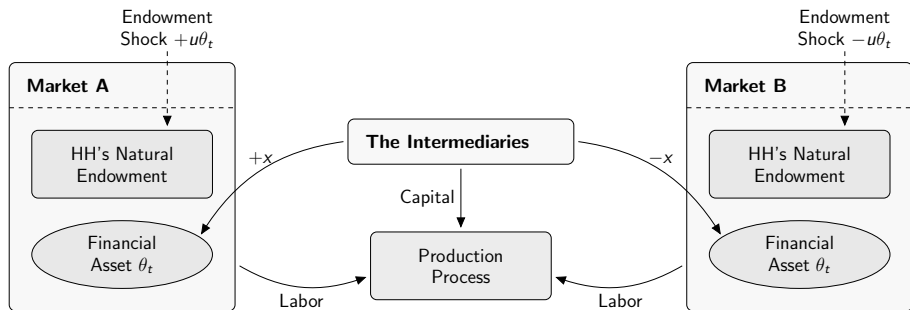 Endowment
Shock +uθ_t
Endowment
Shock −uθ_t
Market A
Market B
The Intermediaries
HH's Natural
Endowment
+x
−x
HH's Natural
Endowment
Capital
Financial
Asset θ_t
Production
Process
Financial
Asset θ_t
Labor
Labor